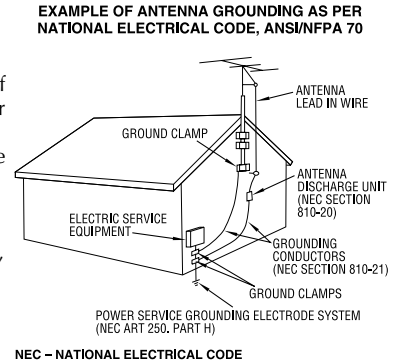 EXAMPLE OF ANTENNA GROUNDING AS PER
NATIONAL ELECTRICAL CODE, ANSI/NFPA 70
f
r
e
,
ANTENNA
LEAD IN WIRE
GROUND CLAMP
ANTENNA
DISCHARGE UNIT
(NEC SECTION
810-20)
ELECTRIC SERVICE
EQUIPMENT
GROUNDING
CONDUCTORS
(NEC SECTION 810-21)
GROUND CLAMPS
POWER SERVICE GROUNDING ELECTRODE SYSTEM
(NEC ART 250. PART H)
NEC – NATIONAL ELECTRICAL CODE